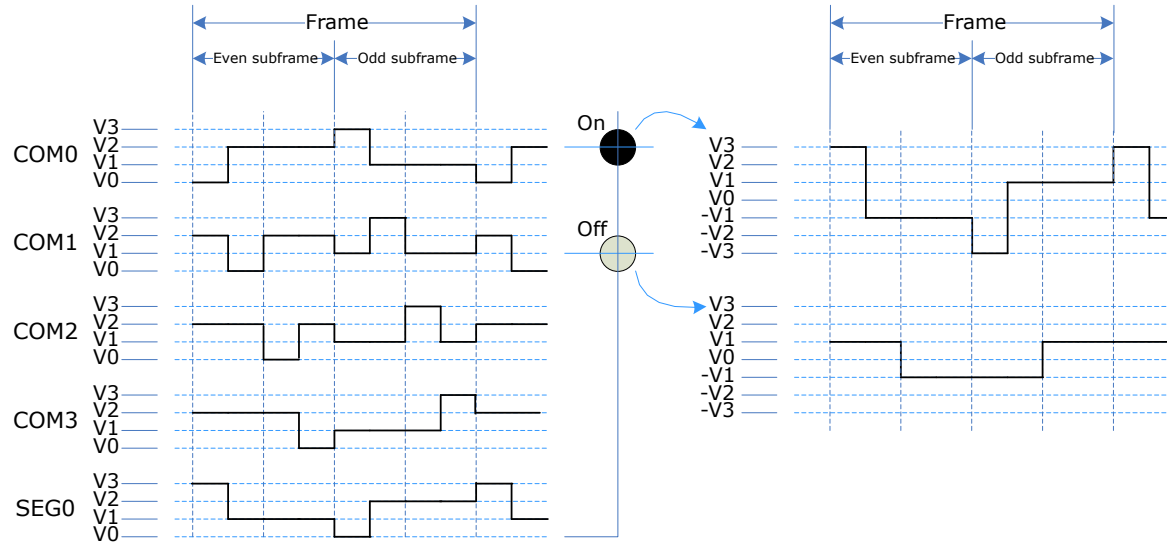 Frame
Even subframe
Odd subframe
COM0
V3
V2
V1
V0
COM1
V3
V2
V1
V0
COM2
V3
V2
V1
V0
COM3
V3
V2
V1
V0
SEG0
V3
V2
V1
V0
On
Off
Frame
Even subframe
Odd subframe
V3
V2
V1
V0
-V1
-V2
-V3
V3
V2
V1
V0
-V1
-V2
-V3